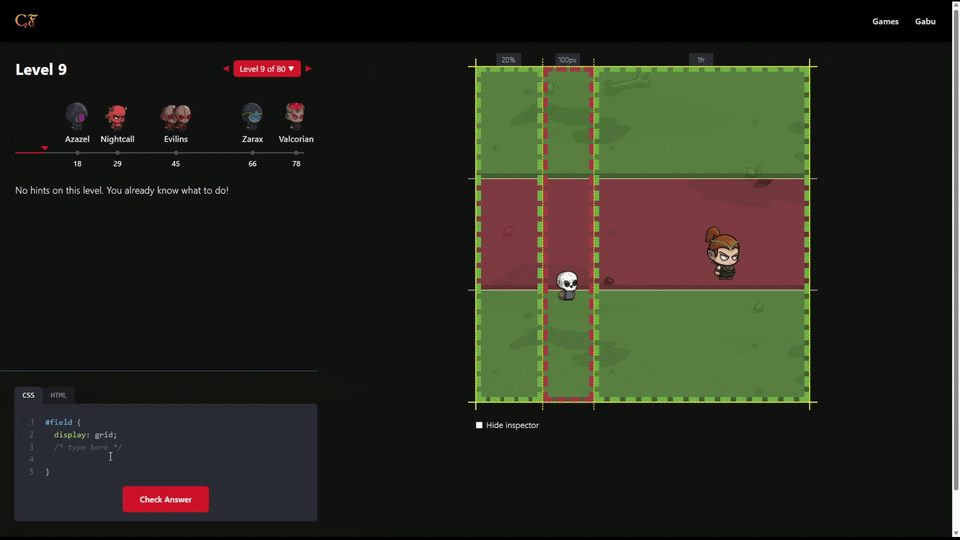 CF
Games
Gabu
Level 9
Level 9 of 80 ▼
20%
100px
1fr
Azazel
Nightcall
Evilins
Zarax
Valcorian
18
29
45
66
78
No hints on this level. You already know what to do!
CSS
HTML
1 #field {
2 display: grid;
3 /* type here */
4
5 }
Check Answer
Hide inspector